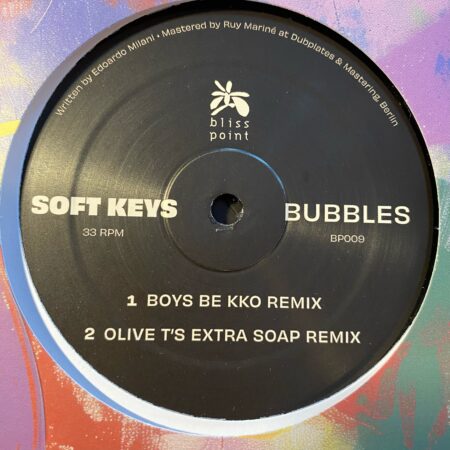 Written by Edoardo Milani • Mastered by Ruy Mariné at Dubplates & Mastering, Berlin
bliss
point
SOFT KEYS
BUBBLES
33 RPM
BP009
1 BOYS BE KKO REMIX
2 OLIVE T'S EXTRA SOAP REMIX